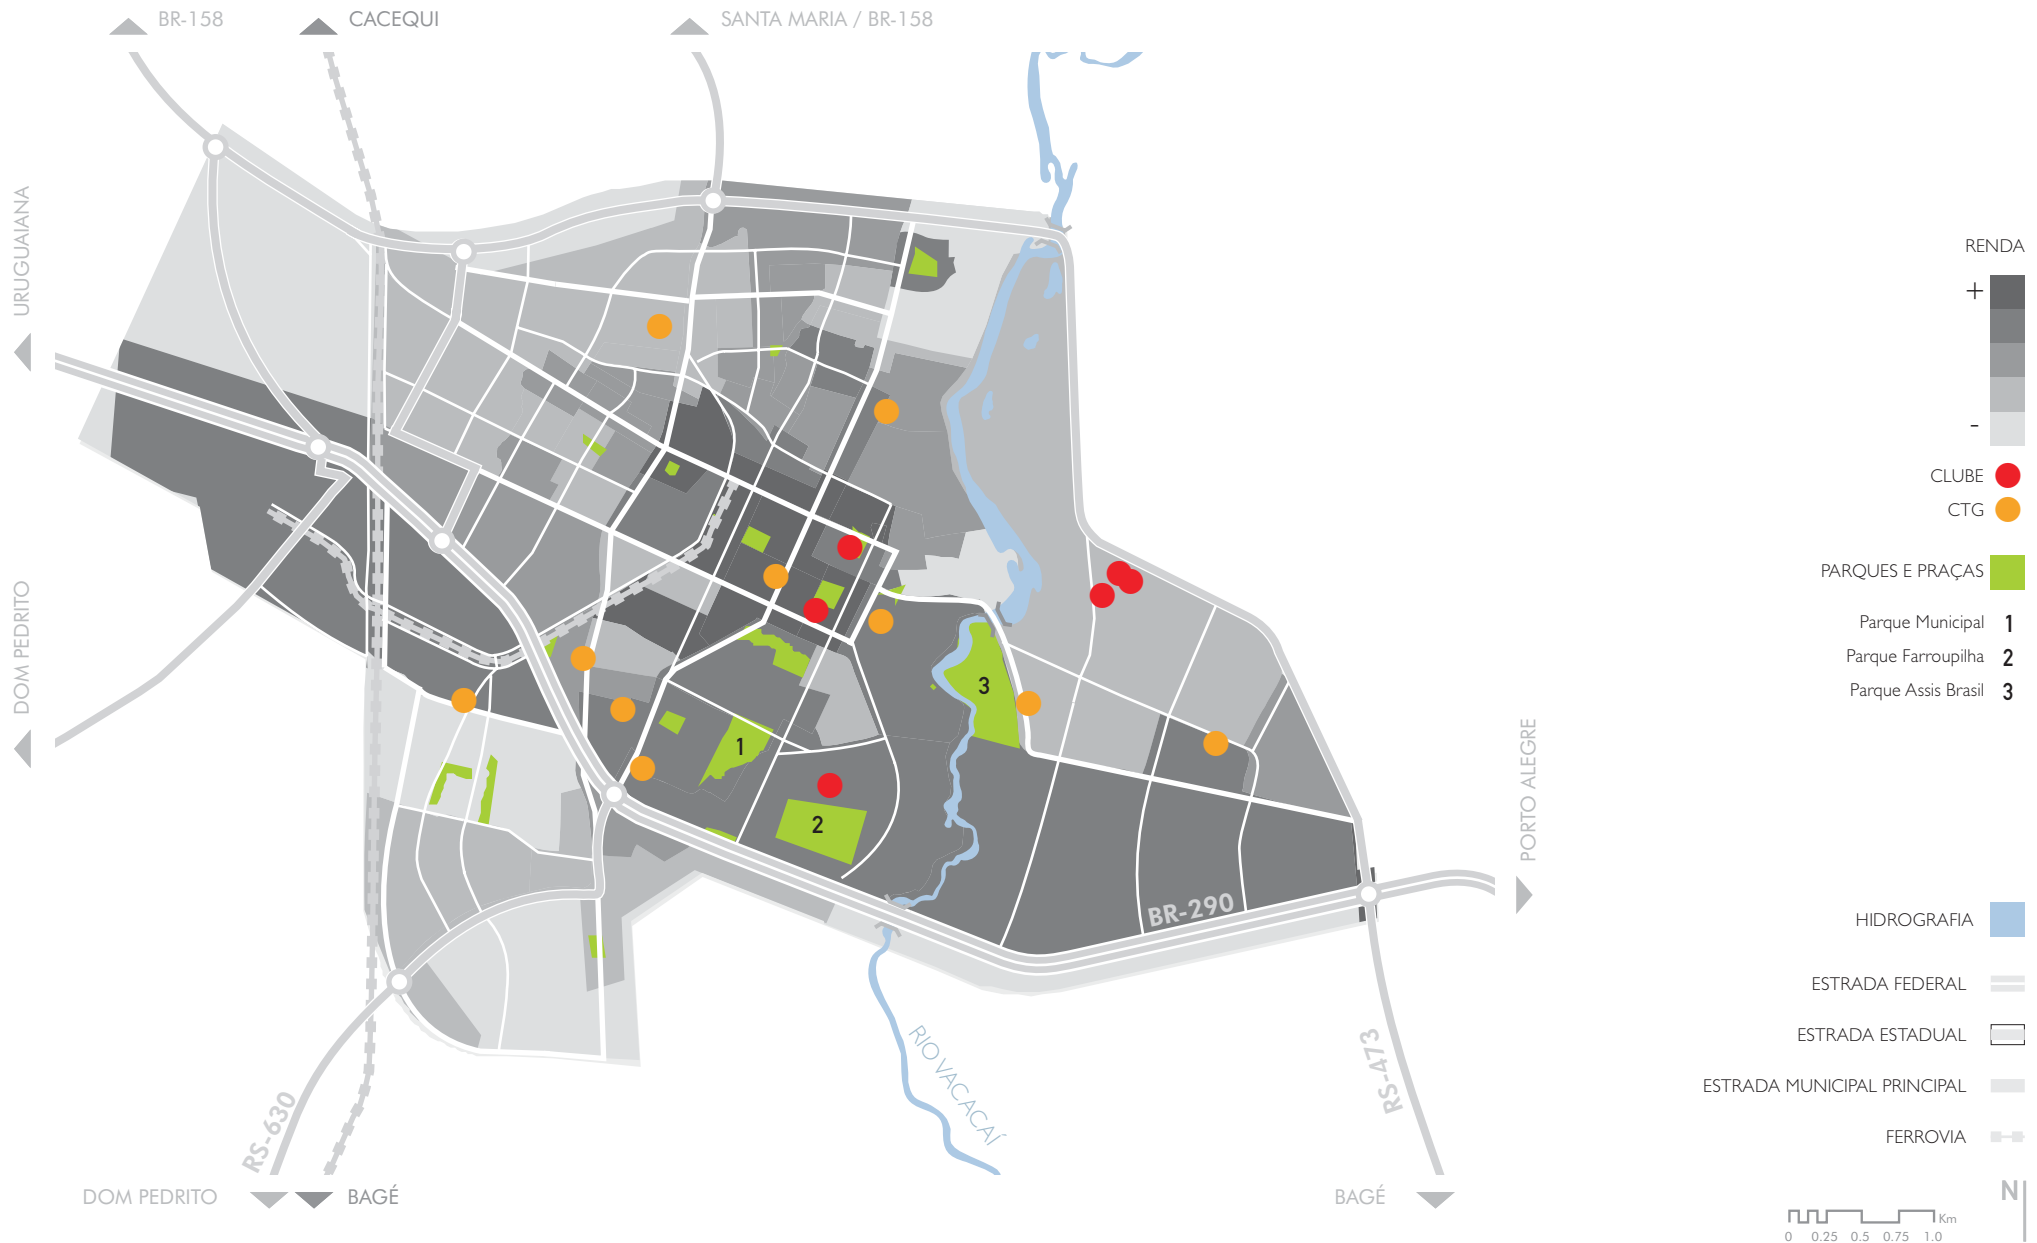 BR-158
CACEQUI
SANTA MARIA / BR-158
URUGUAIANA
DOM PEDRITO
1
2
3
BR-290
PORTO ALEGRE
RIO VACACAÍ
RS-473
RS-630
DOM PEDRITO
BAGÉ
BAGÉ
RENDA
+
-
CLUBE
CTG
PARQUES E PRAÇAS
Parque Municipal 1
Parque Farroupilha 2
Parque Assis Brasil 3
HIDROGRAFIA
ESTRADA FEDERAL
ESTRADA ESTADUAL
ESTRADA MUNICIPAL PRINCIPAL
FERROVIA
N
Km
0 0.25 0.5 0.75 1.0